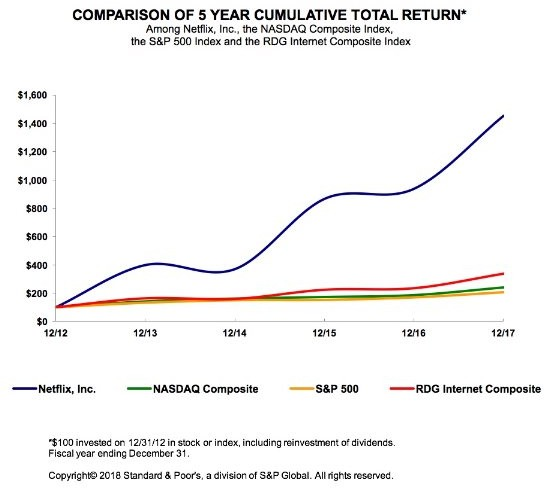 COMPARISON OF 5 YEAR CUMULATIVE TOTAL RETURN*
Among Netflix, Inc., the NASDAQ Composite Index,
the S&P 500 Index and the RDG Internet Composite Index
$1,600
$1,400
$1,200
$1,000
$800
$600
$400
$200
$0
12/12 12/13 12/14 12/15 12/16 12/17
Netflix, Inc. NASDAQ Composite S&P 500 RDG Internet Composite
*$100 invested on 12/31/12 in stock or index, including reinvestment of dividends.
Fiscal year ending December 31.
Copyright© 2018 Standard & Poor's, a division of S&P Global. All rights reserved.